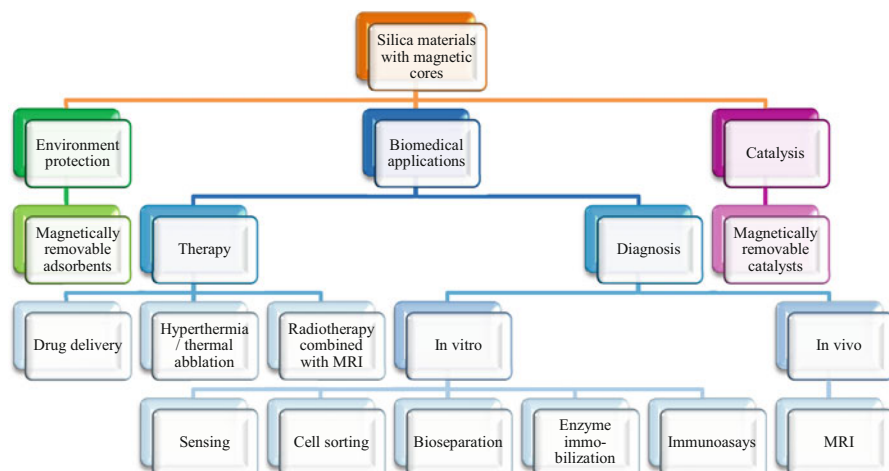 Silica materials
with magnetic
cores
Environment
protection
Biomedical
applications
Catalysis
Magnetically
removable
adsorbents
Therapy
Diagnosis
Magnetically
removable
catalysts
Drug delivery
Hyperthermia
/ thermal
abblation
Radiotherapy
combined
with MRI
In vitro
In vivo
Sensing
Cell sorting
Bioseparation
Enzyme
immo-
bilization
Immunoasays
MRI